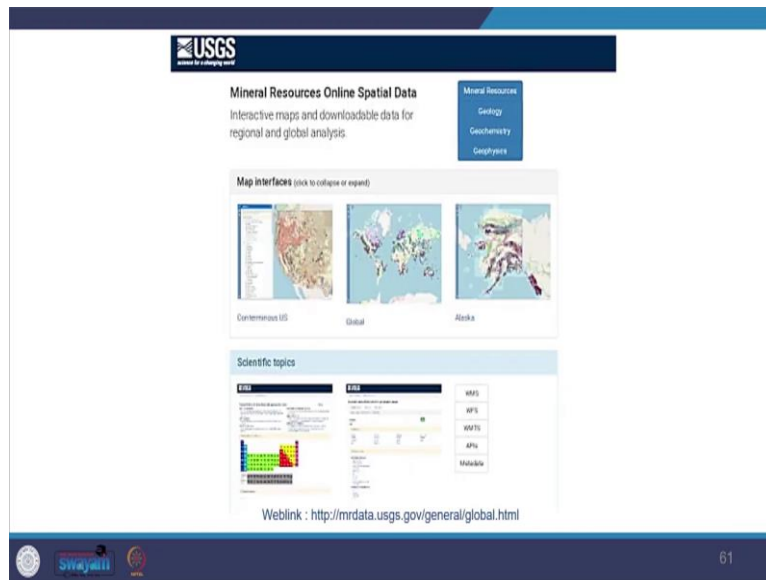 USGS
science for a changing world
Mineral Resources Online Spatial Data
Interactive maps and downloadable data for
regional and global analysis.
Mineral Resources
Geology
Geochemistry
Geophysics
Map interfaces (click to collapse or expand)
Conterminous US
Global
Alaska
Scientific topics
USGS
USGS
WMS
WFS
WMTS
APIs
Metadata
Weblink : http://mrdata.usgs.gov/general/global.html
swayam
61